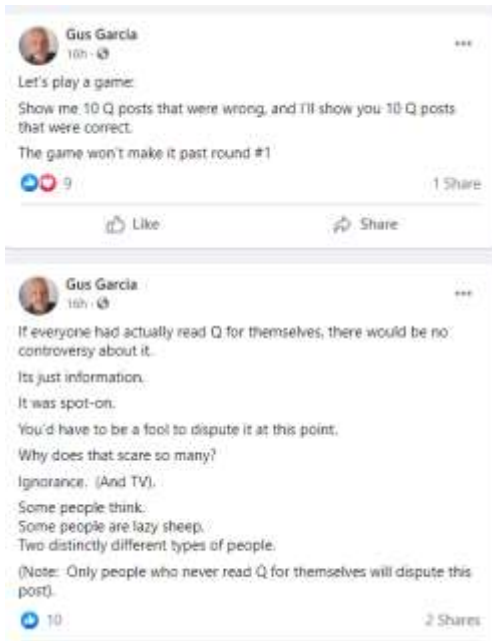 Gus Garcia
16h ·
Let's play a game:
Show me 10 Q posts that were wrong, and I'll show you 10 Q posts
that were correct.
The game won't make it past round #1
9
1 Share
Like
Share
Gus Garcia
16h ·
If everyone had actually read Q for themselves, there would be no
controversy about it.
Its just information.
It was spot-on.
You'd have to be a fool to dispute it at this point.
Why does that scare so many?
Ignorance. (And TV).
Some people think.
Some people are lazy sheep.
Two distinctly different types of people.
(Note: Only people who never read Q for themselves will dispute this
post).
10
2 Shares